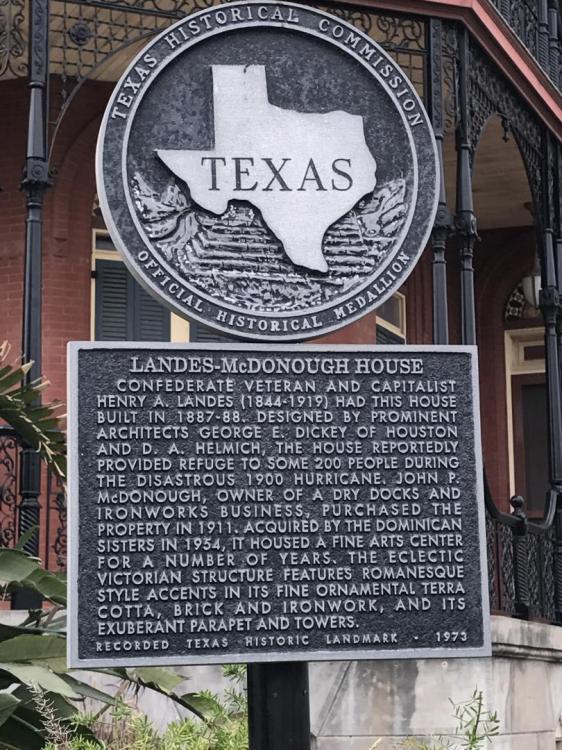 TEXAS HISTORICAL COMMISSION
TEXAS
OFFICIAL HISTORICAL MEDALLION
LANDES-McDONOUGH HOUSE
CONFEDERATE VETERAN AND CAPITALIST
HENRY A. LANDES (1844-1919) HAD THIS HOUSE
BUILT IN 1887-88. DESIGNED BY PROMINENT
ARCHITECTS GEORGE E. DICKEY OF HOUSTON
AND D. A. HELMICH, THE HOUSE REPORTEDLY
PROVIDED REFUGE TO SOME 200 PEOPLE DURING
THE DISASTROUS 1900 HURRICANE. JOHN P.
McDONOUGH, OWNER OF A DRY DOCKS AND
IRONWORKS BUSINESS, PURCHASED THE
PROPERTY IN 1911. ACQUIRED BY THE DOMINICAN
SISTERS IN 1954, IT HOUSED A FINE ARTS CENTER
FOR A NUMBER OF YEARS. THE ECLECTIC
VICTORIAN STRUCTURE FEATURES ROMANESQUE
STYLE ACCENTS IN ITS FINE ORNAMENTAL TERRA
COTTA, BRICK AND IRONWORK, AND ITS
EXUBERANT PARAPET AND TOWERS.
RECORDED TEXAS HISTORIC LANDMARK - 1973